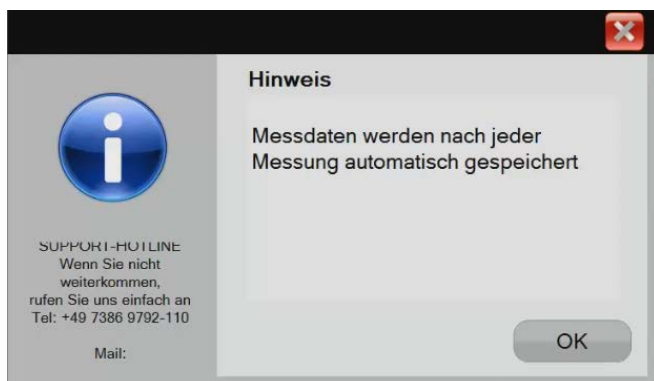 Hinweis
Messdaten werden nach jeder
Messung automatisch gespeichert
SUPPORT-HOTLINE
Wenn Sie nicht
weiterkommen,
rufen Sie uns einfach an
Tel: +49 7386 9792-110
Mail:
OK